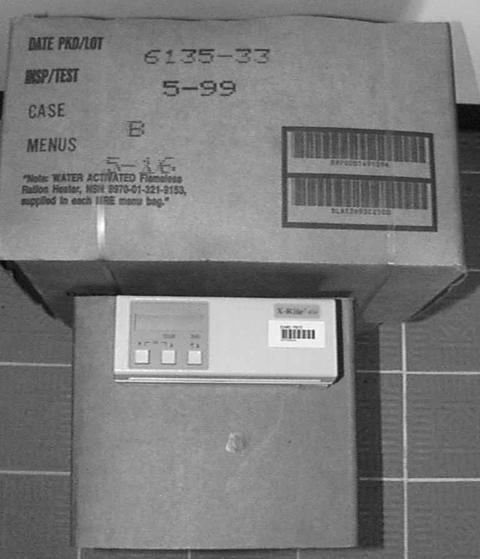 DATE PKD/LOT 6135-33
INSP/TEST 5-99
CASE B
MENUS 5-16
"Note: WATER ACTIVATED Flameless
Ration Heater, NSN 8970-01-321-9153,
supplied in each MRE menu bag."
X-Rite